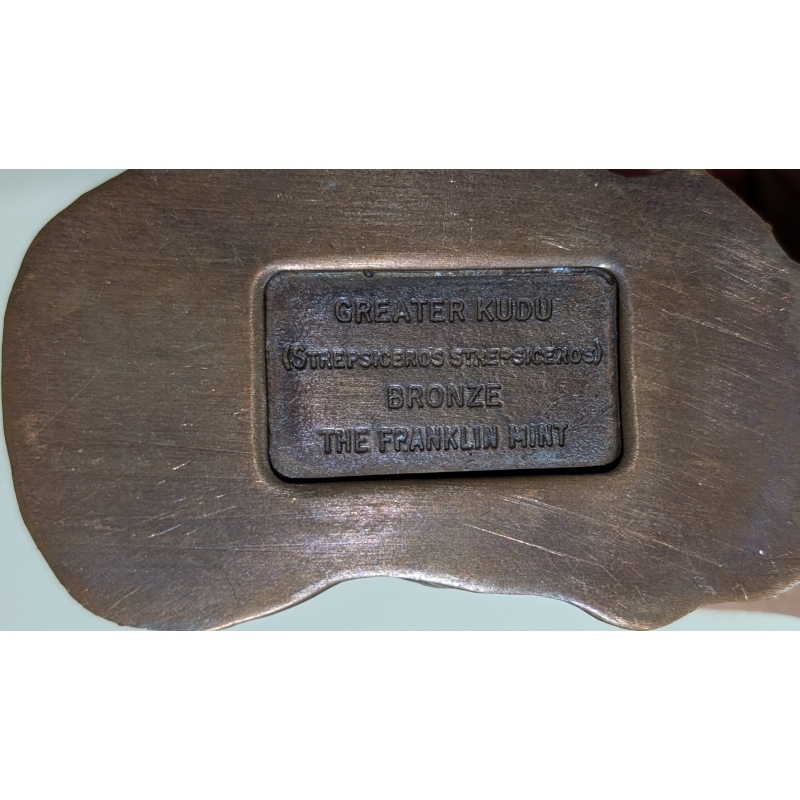 GREATER KUDU
(STREPSICEROS STREPSICEROS)
BRONZE
THE FRANKLIN MINT